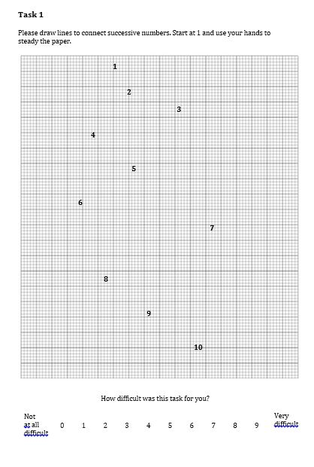 Task 1
Please draw lines to connect successive numbers. Start at 1 and use your hands to
steady the paper.
1
2
3
4
5
6
7
8
9
10
How difficult was this task for you?
Not
at all
difficult
0 1 2 3 4 5 6 7 8 9
Very
difficult